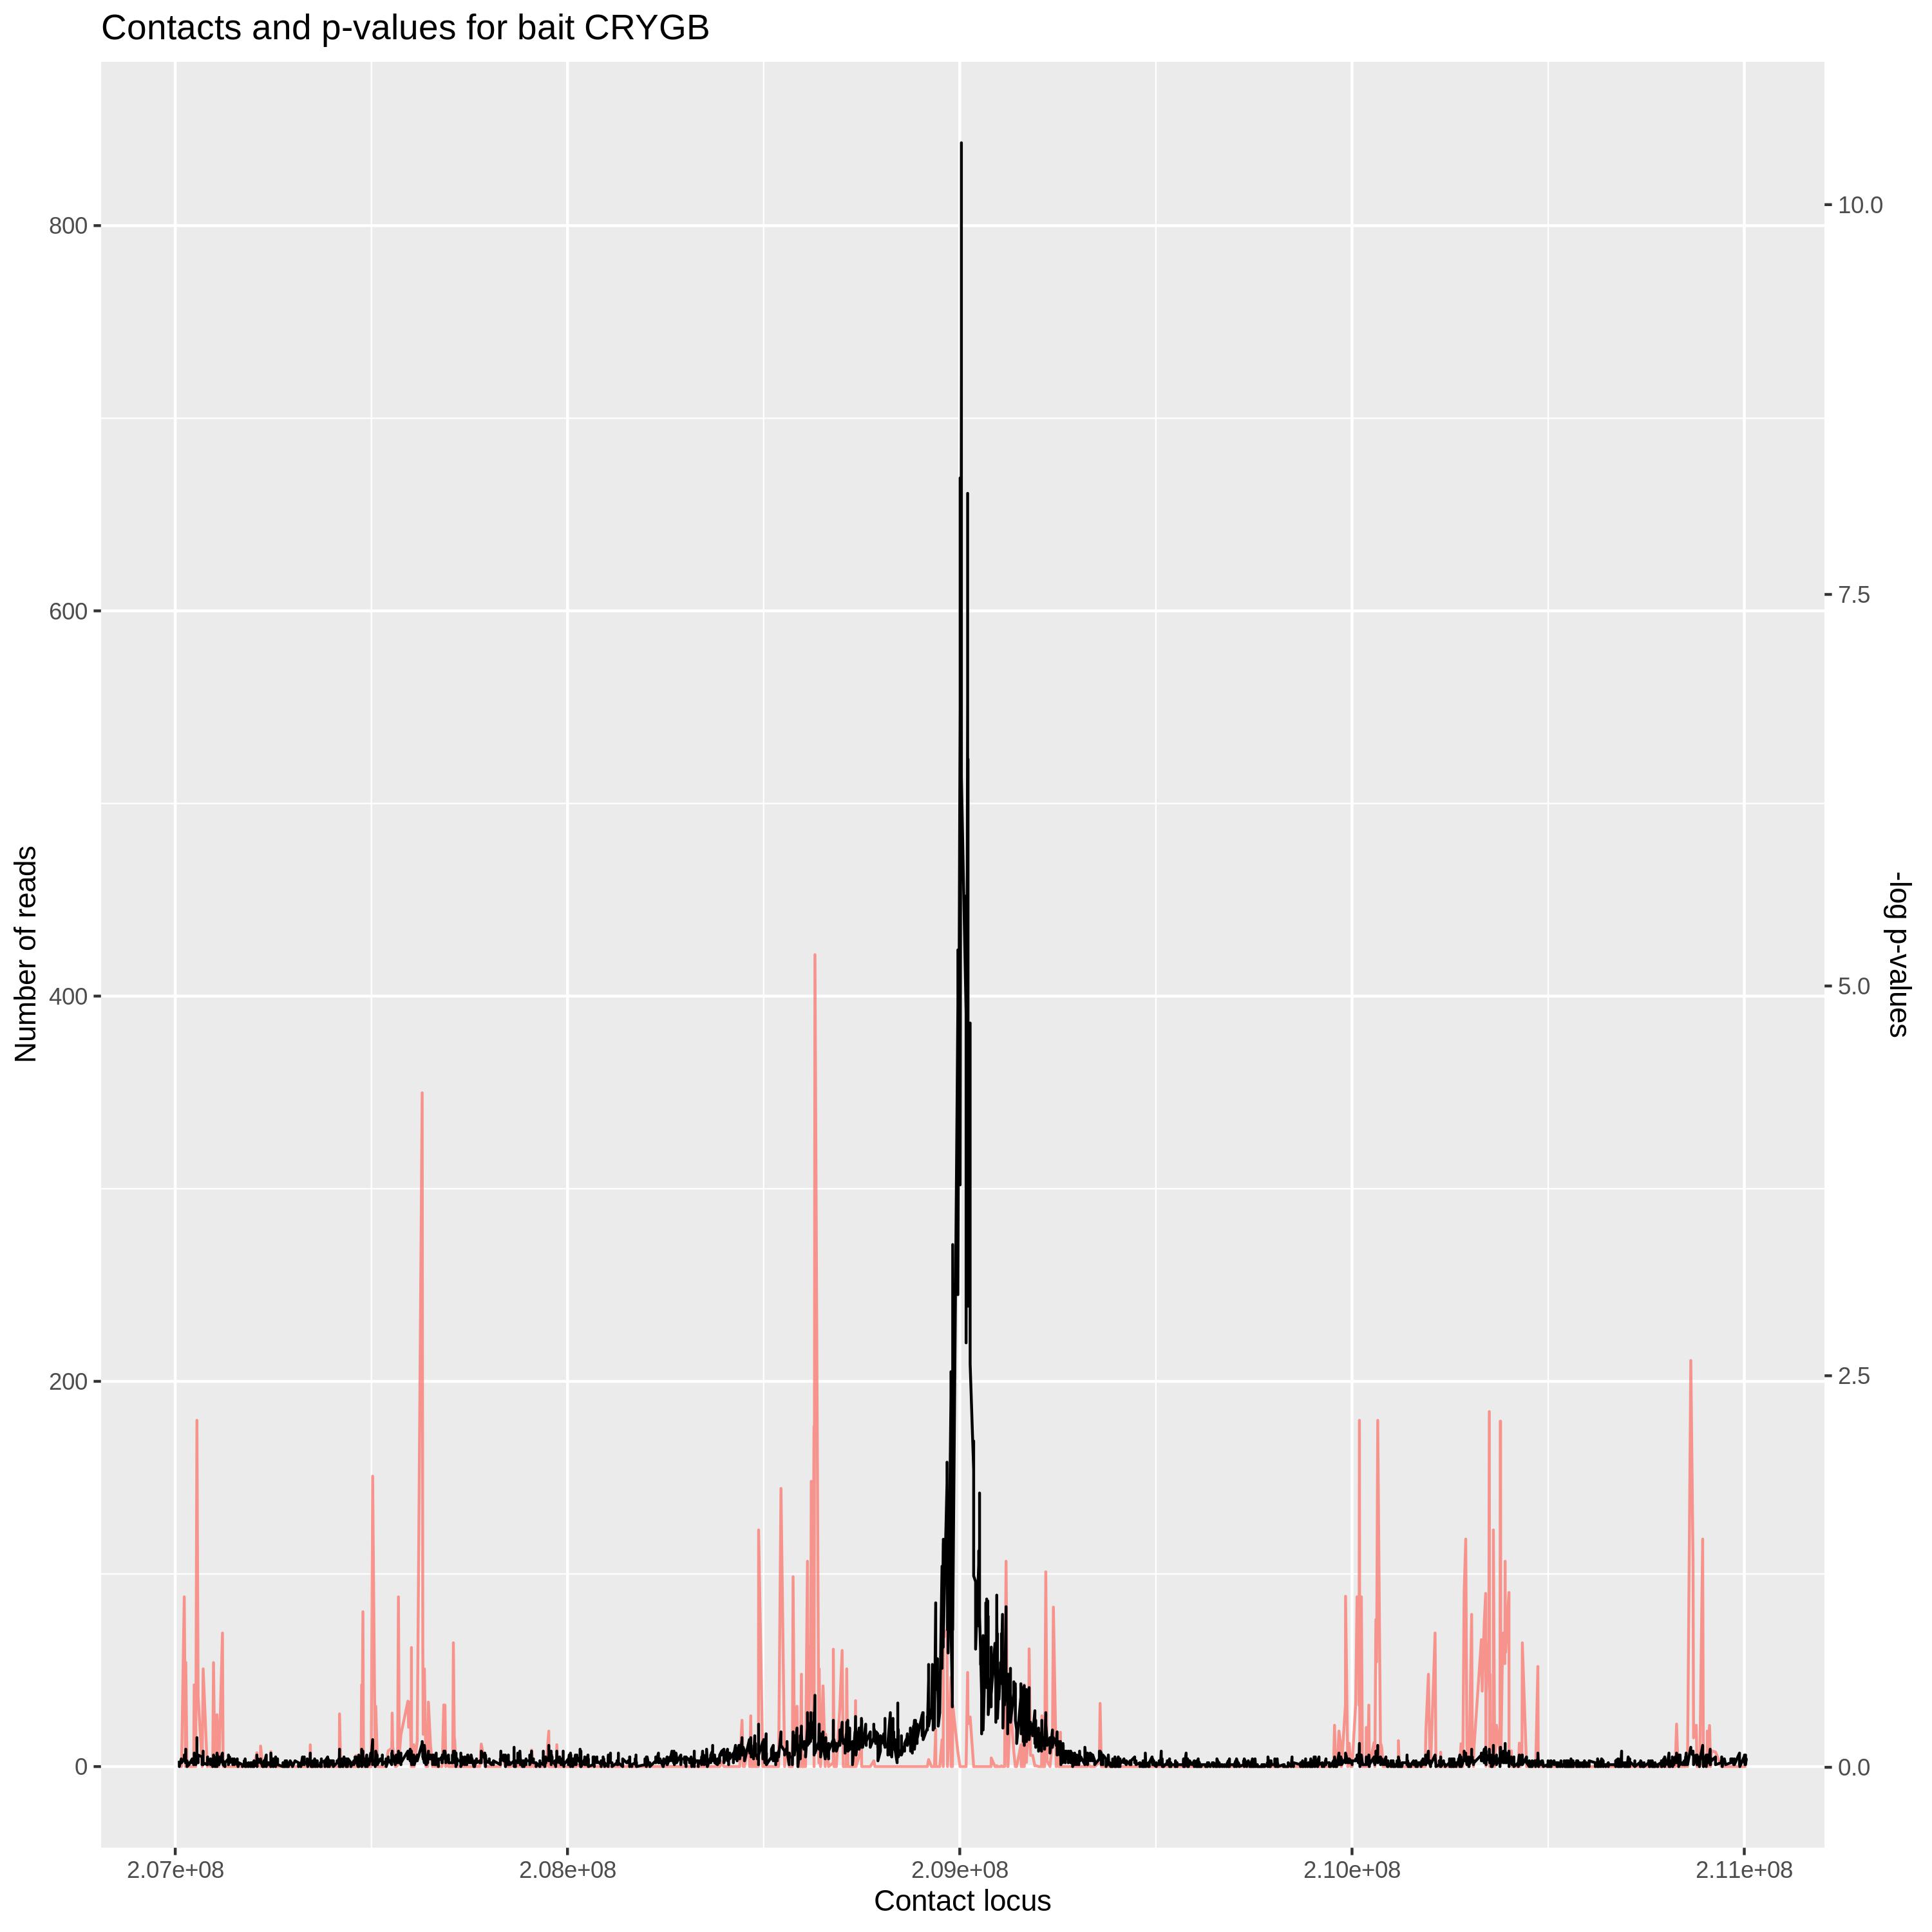 Contacts and p-values for bait CRYGB
800
600
400
200
0
Number of reads
10.0
7.5
5.0
2.5
0.0
-log p-values
2.07e+08
2.08e+08
2.09e+08
2.10e+08
2.11e+08
Contact locus